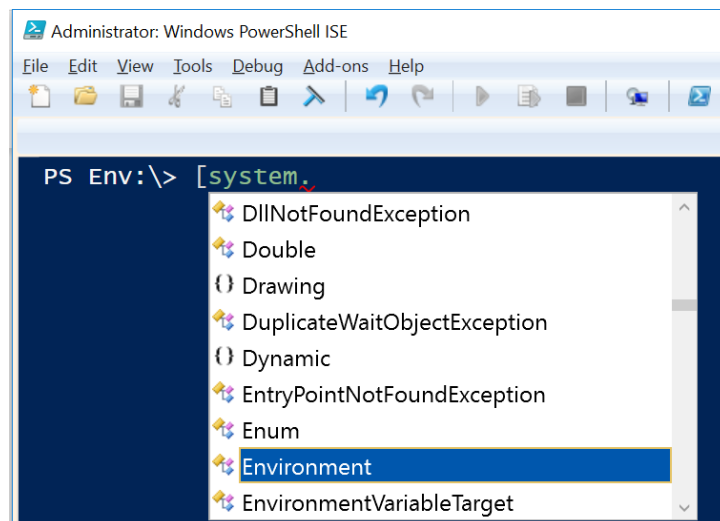 Administrator: Windows PowerShell ISE
File Edit View Tools Debug Add-ons Help
PS Env:\> [system.
DllNotFoundException
Double
{} Drawing
DuplicateWaitObjectException
{} Dynamic
EntryPointNotFoundException
Enum
Environment
EnvironmentVariableTarget